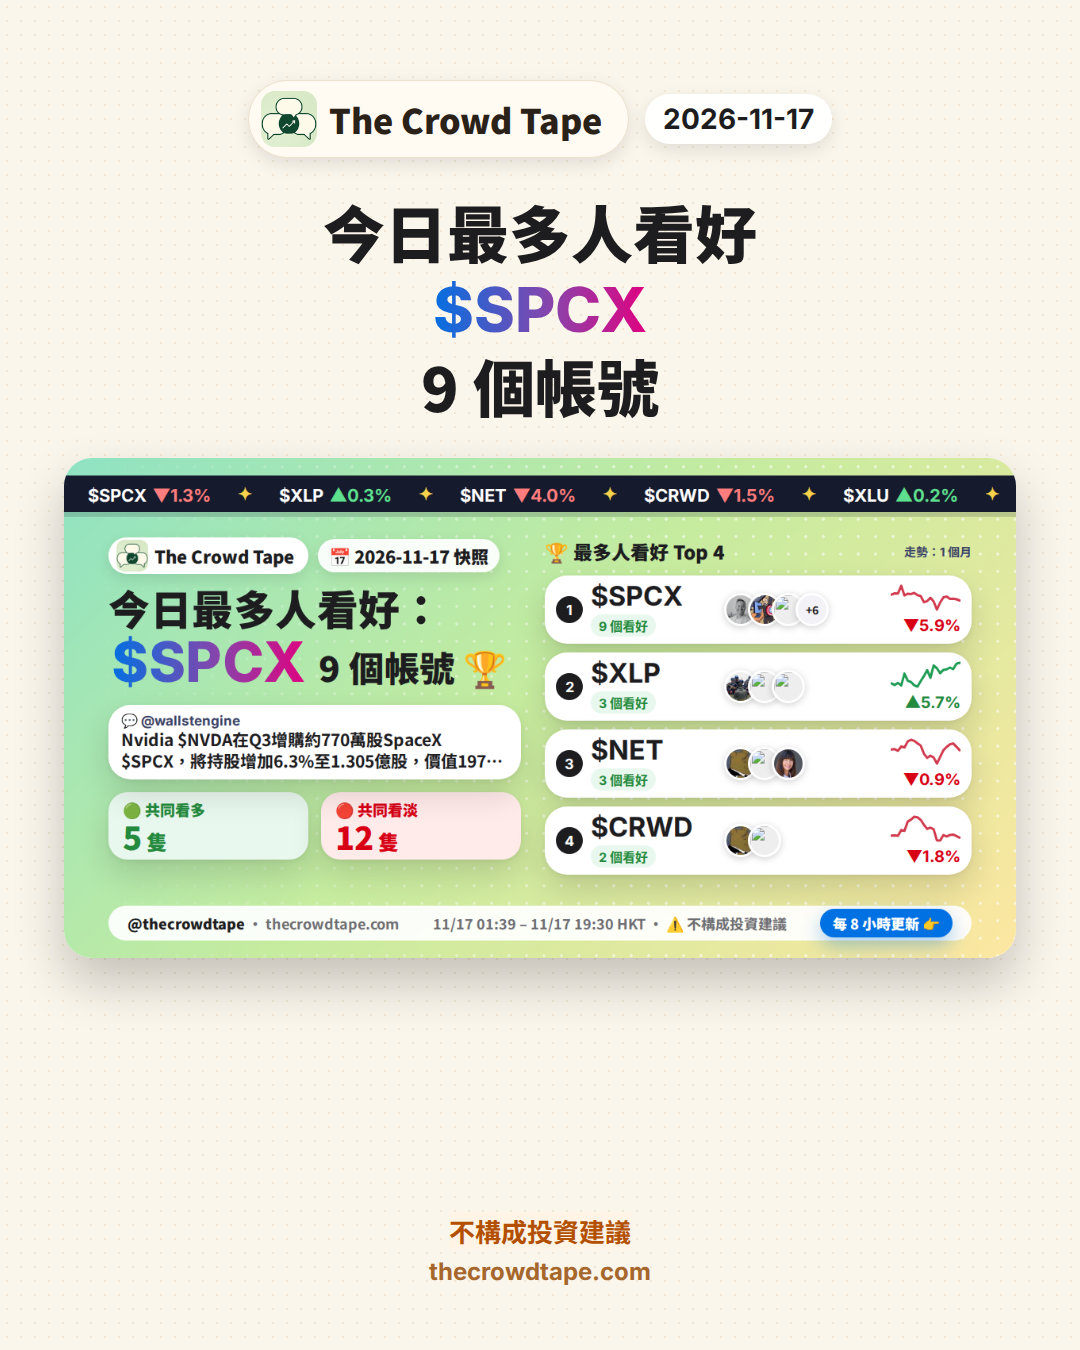 The Crowd Tape
2026-11-17
今日最多人看好
$SPCX
9 個帳號
$SPCX ▼1.3% ✦ $XLP ▲0.3% ✦ $NET ▼4.0% ✦ $CRWD ▼1.5% ✦ $XLU ▲0.2% ✦
The Crowd Tape
📅 2026-11-17 快照
今日最多人看好：
$SPCX 9 個帳號 🏆
💬 @wallstengine
Nvidia $NVDA在Q3增購約770萬股SpaceX
$SPCX，將持股增加6.3%至1.305億股，價值197…
🟢 共同看多
5 隻
🔴 共同看淡
12 隻
🏆 最多人看好 Top 4
走勢：1個月
1 $SPCX
9 個看好
+6
▼5.9%
2 $XLP
3 個看好
▲5.7%
3 $NET
3 個看好
▼0.9%
4 $CRWD
2 個看好
▼1.8%
@thecrowdtape • thecrowdtape.com
11/17 01:39 – 11/17 19:30 HKT • ⚠️ 不構成投資建議
每 8 小時更新 👉
不構成投資建議
thecrowdtape.com